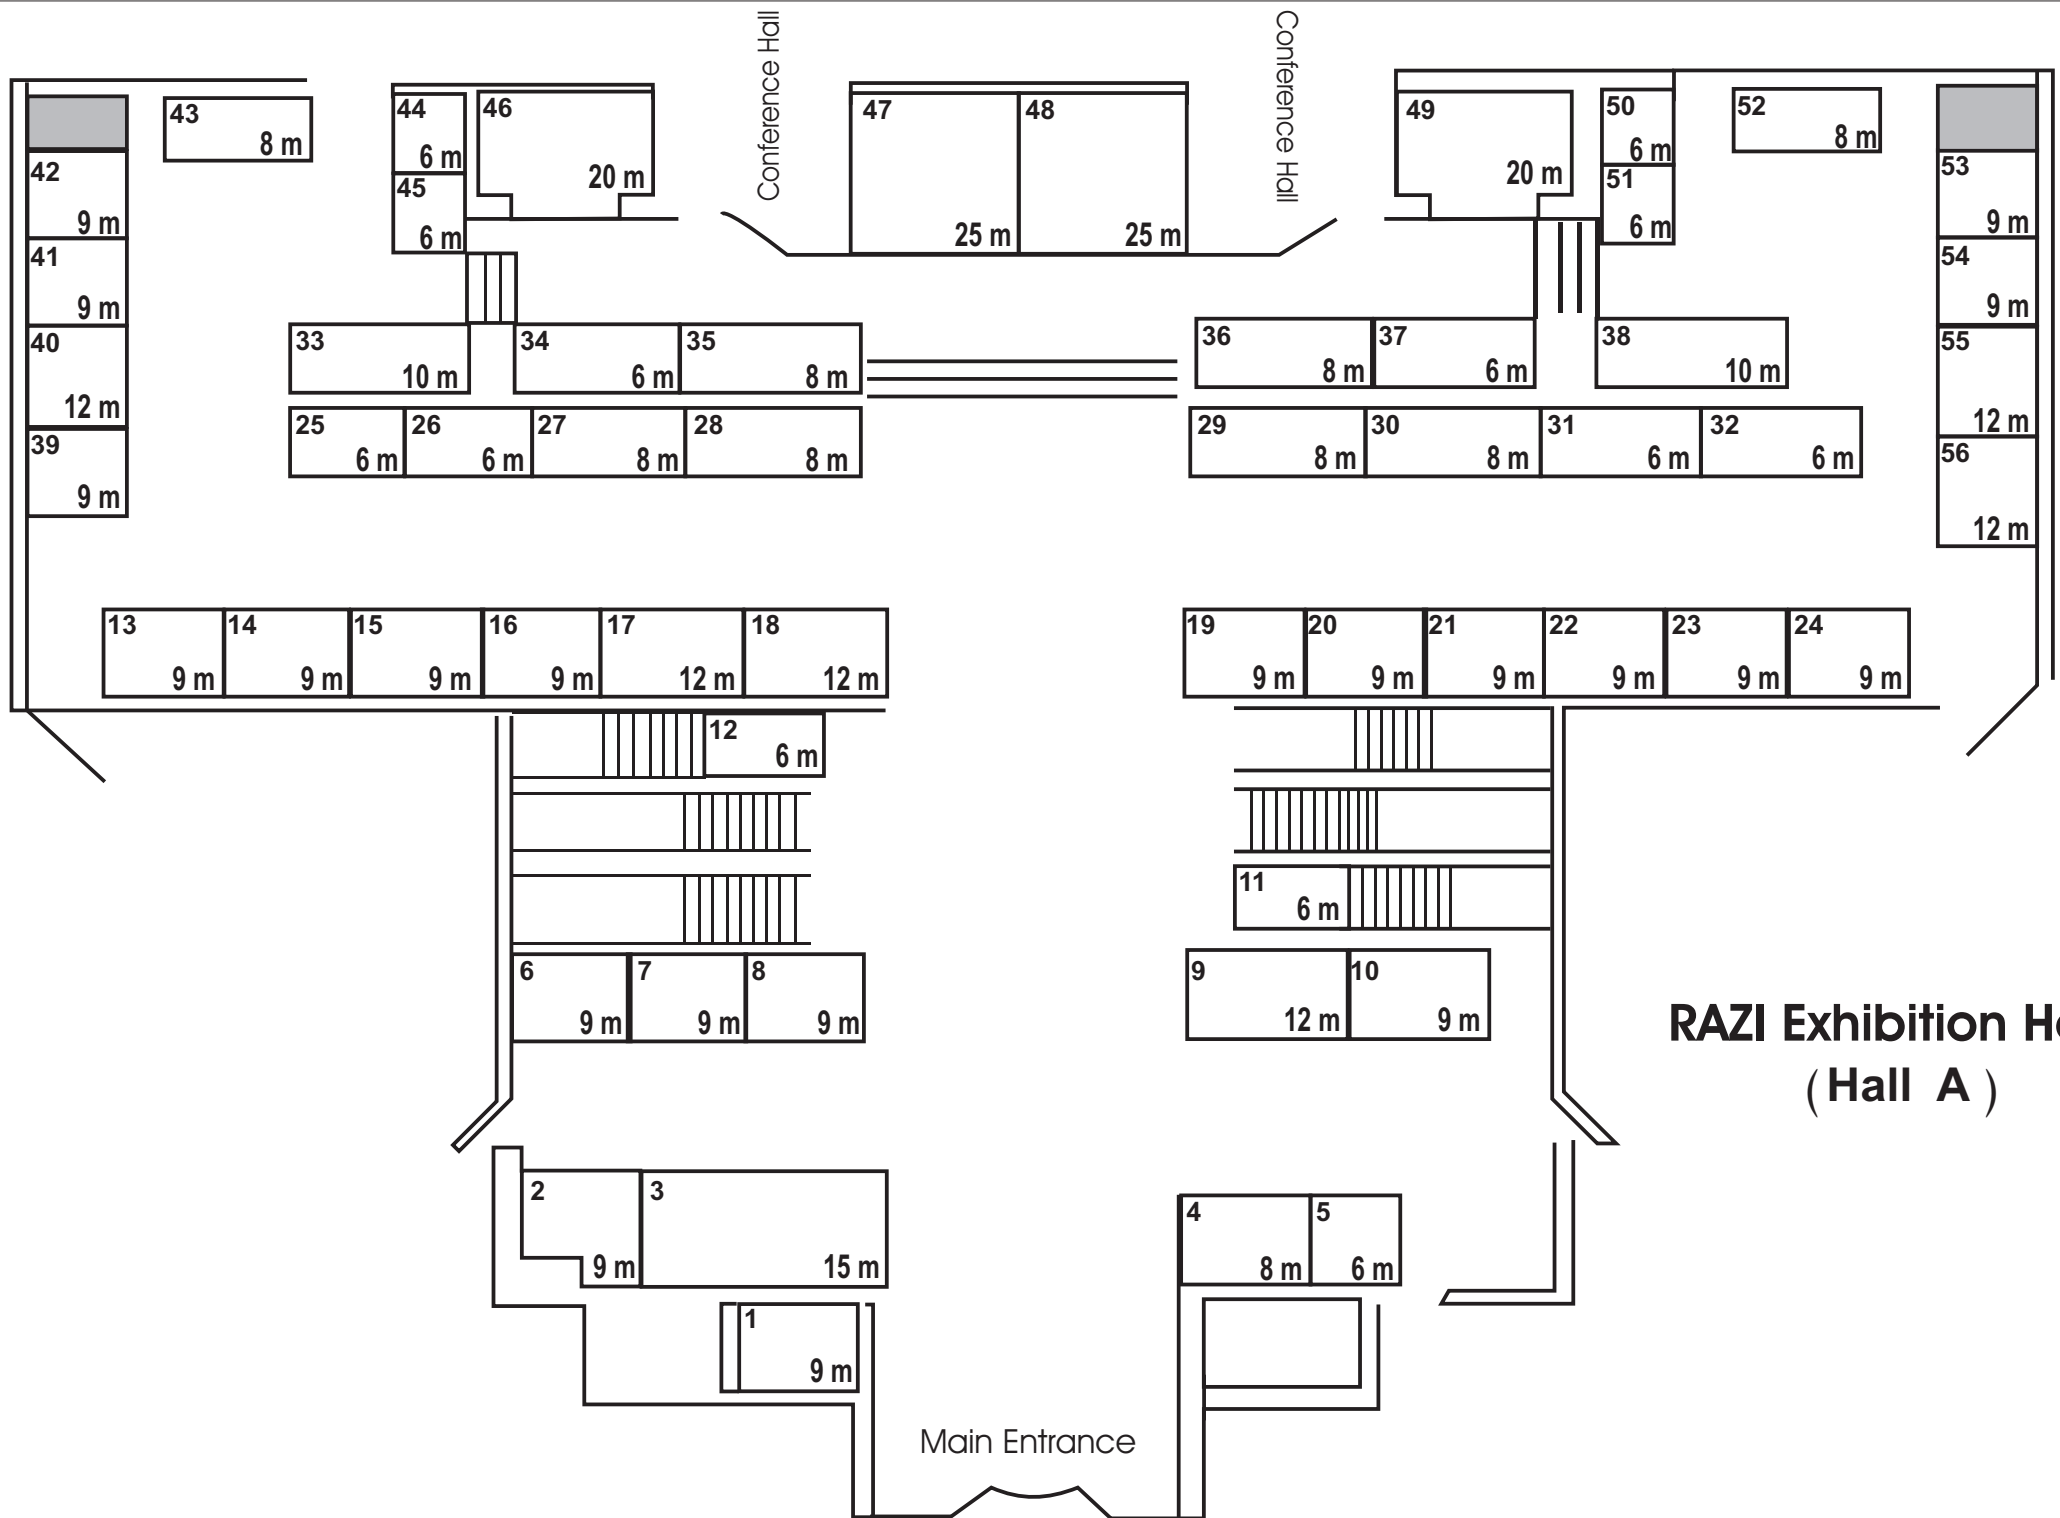 Conference Hall
Conference Hall
43
8 m
44
6 m
46
20 m
47
25 m
48
25 m
49
20 m
50
6 m
52
8 m
42
9 m
45
6 m
51
6 m
53
9 m
41
9 m
54
9 m
40
12 m
33
10 m
34
6 m
35
8 m
36
8 m
37
6 m
38
10 m
55
12 m
39
9 m
25
6 m
26
6 m
27
8 m
28
8 m
29
8 m
30
8 m
31
6 m
32
6 m
56
12 m
13
9 m
14
9 m
15
9 m
16
9 m
17
12 m
18
12 m
19
9 m
20
9 m
21
9 m
22
9 m
23
9 m
24
9 m
12
6 m
11
6 m
6
9 m
7
9 m
8
9 m
9
12 m
10
9 m
RAZI Exhibition
(Hall A)
2
9 m
3
15 m
4
8 m
5
6 m
1
9 m
Main Entrance